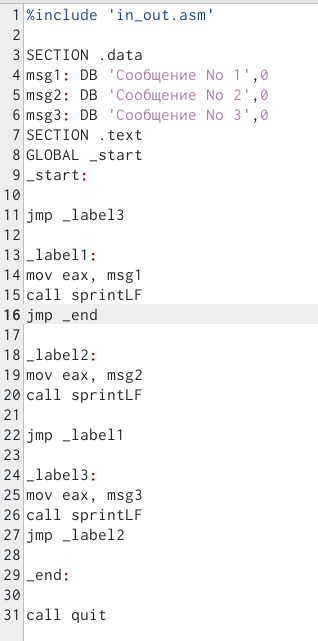 1 %include 'in_out.asm'
2
3 SECTION .data
4 msg1: DB 'Сообщение No 1',0
5 msg2: DB 'Сообщение No 2',0
6 msg3: DB 'Сообщение No 3',0
7 SECTION .text
8 GLOBAL _start
9 _start:
10
11 jmp _label3
12
13 _label1:
14 mov eax, msg1
15 call sprintLF
16 jmp _end
17
18 _label2:
19 mov eax, msg2
20 call sprintLF
21
22 jmp _label1
23
24 _label3:
25 mov eax, msg3
26 call sprintLF
27 jmp _label2
28
29 _end:
30
31 call quit